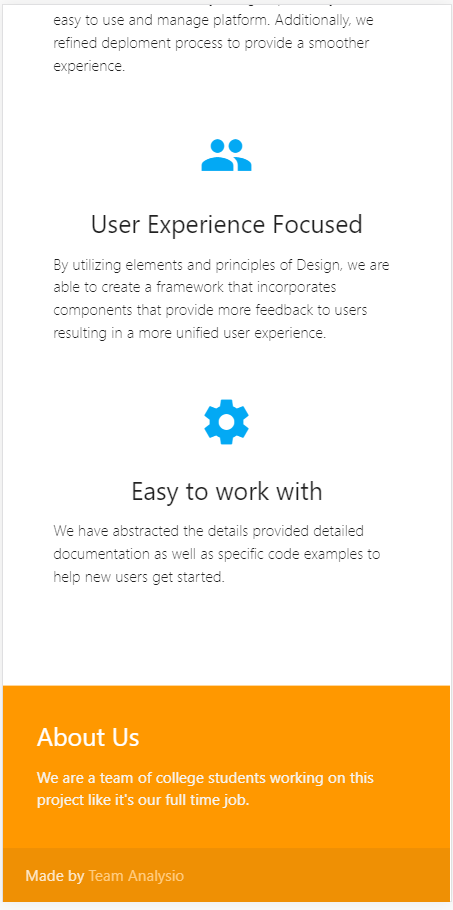 easy to use and manage platform. Additionally, we
refined deploment process to provide a smoother
experience.
User Experience Focused
By utilizing elements and principles of Design, we are
able to create a framework that incorporates
components that provide more feedback to users
resulting in a more unified user experience.
Easy to work with
We have abstracted the details provided detailed
documentation as well as specific code examples to
help new users get started.
About Us
We are a team of college students working on this
project like it's our full time job.
Made by Team Analysio